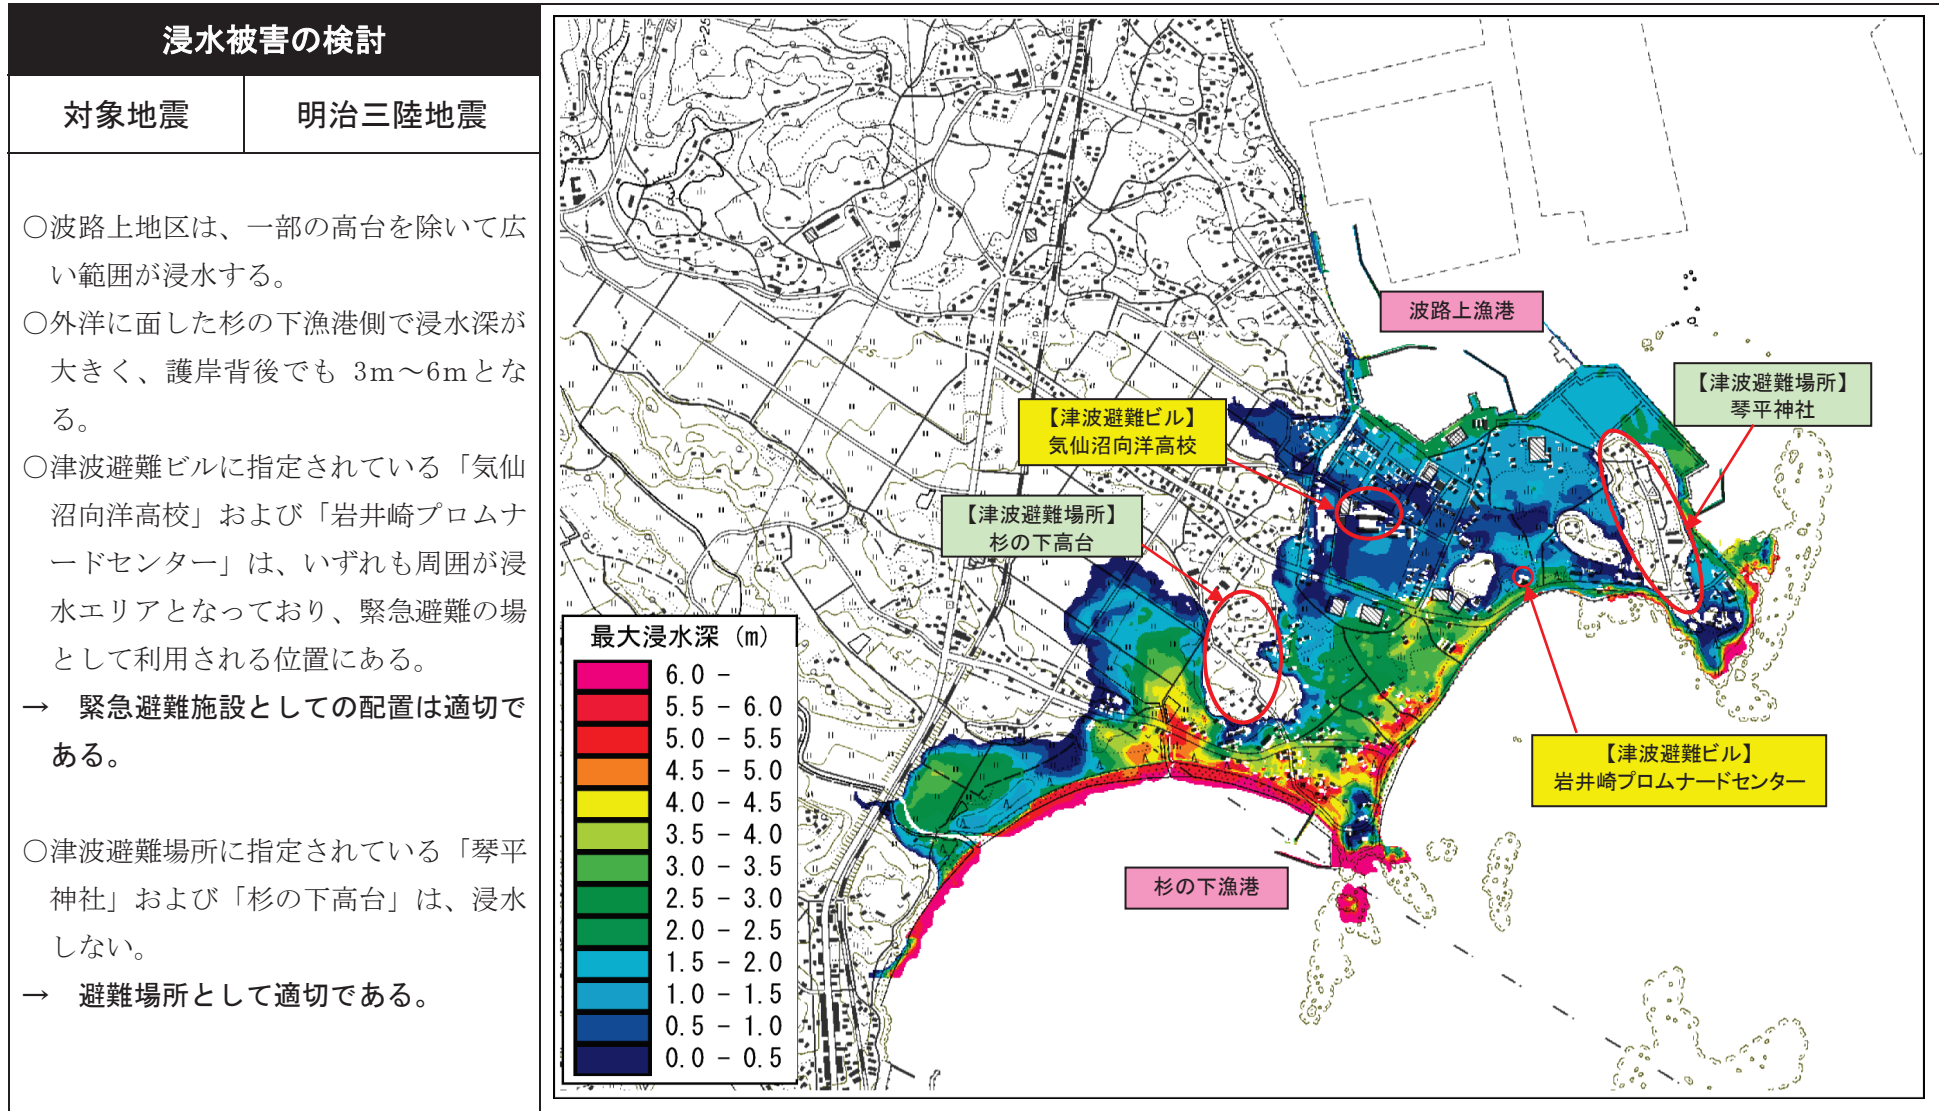 浸水被害の検討
対象地震
明治三陸地震
○波路上地区は、一部の高台を除いて広
い範囲が浸水する。
○外洋に面した杉の下漁港側で浸水深が
大きく、護岸背後でも 3m～6mとな
る。
○津波避難ビルに指定されている「気仙
沼向洋高校」および「岩井崎プロムナ
ードセンター」は、いずれも周囲が浸
水エリアとなっており、緊急避難の場
として利用される位置にある。
→ 緊急避難施設としての配置は適切で
ある。
○津波避難場所に指定されている「琴平
神社」および「杉の下高台」は、浸水
しない。
→ 避難場所として適切である。
波路上漁港
【津波避難場所】
琴平神社
【津波避難ビル】
気仙沼向洋高校
【津波避難場所】
杉の下高台
【津波避難ビル】
岩井崎プロムナードセンター
杉の下漁港
最大浸水深 (m)
6.0 -
5.5 - 6.0
5.0 - 5.5
4.5 - 5.0
4.0 - 4.5
3.5 - 4.0
3.0 - 3.5
2.5 - 3.0
2.0 - 2.5
1.5 - 2.0
1.0 - 1.5
0.5 - 1.0
0.0 - 0.5